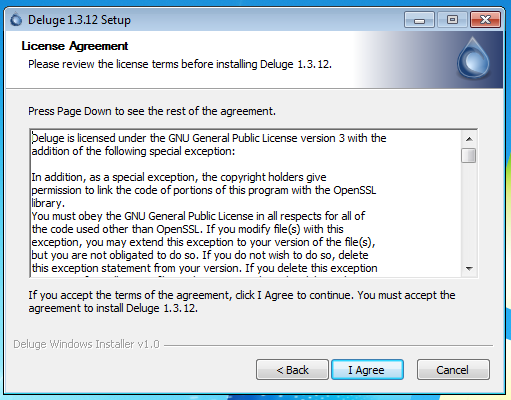 Deluge 1.3.12 Setup
License Agreement
Please review the license terms before installing Deluge 1.3.12.
Press Page Down to see the rest of the agreement.
Deluge is licensed under the GNU General Public License version 3 with the
addition of the following special exception:
In addition, as a special exception, the copyright holders give
permission to link the code of portions of this program with the OpenSSL
library.
You must obey the GNU General Public License in all respects for all of
the code used other than OpenSSL. If you modify file(s) with this
exception, you may extend this exception to your version of the file(s),
but you are not obligated to do so. If you do not wish to do so, delete
this exception statement from your version. If you delete this exception
If you accept the terms of the agreement, click I Agree to continue. You must accept the
agreement to install Deluge 1.3.12.
Deluge Windows Installer v1.0
< Back
I Agree
Cancel